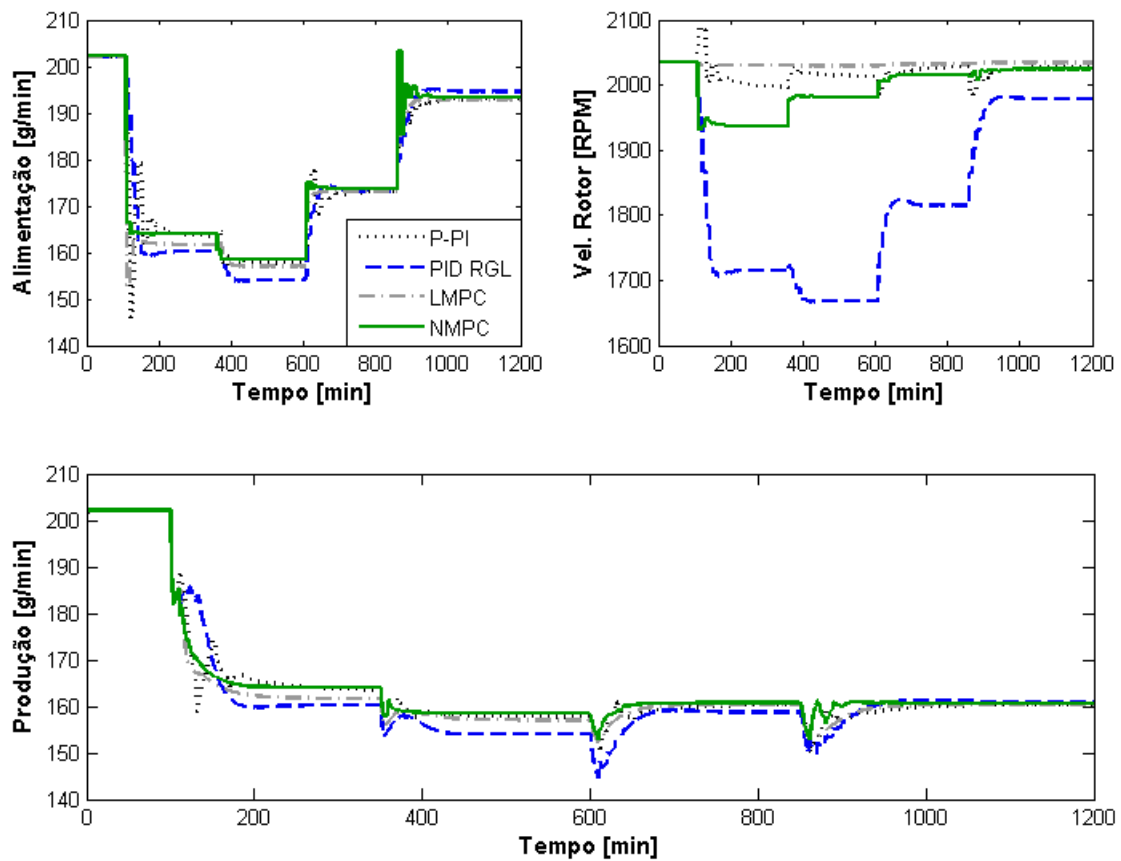 210
200
190
180
170
160
150
140
Alimentação [g/min]
0 200 400 600 800 1000 1200
Tempo [min]
P-PI
PID RGL
LMPC
NMPC
2100
2000
1900
1800
1700
1600
Vel. Rotor [RPM]
0 200 400 600 800 1000 1200
Tempo [min]
210
200
190
180
170
160
150
140
Produção [g/min]
0 200 400 600 800 1000 1200
Tempo [min]